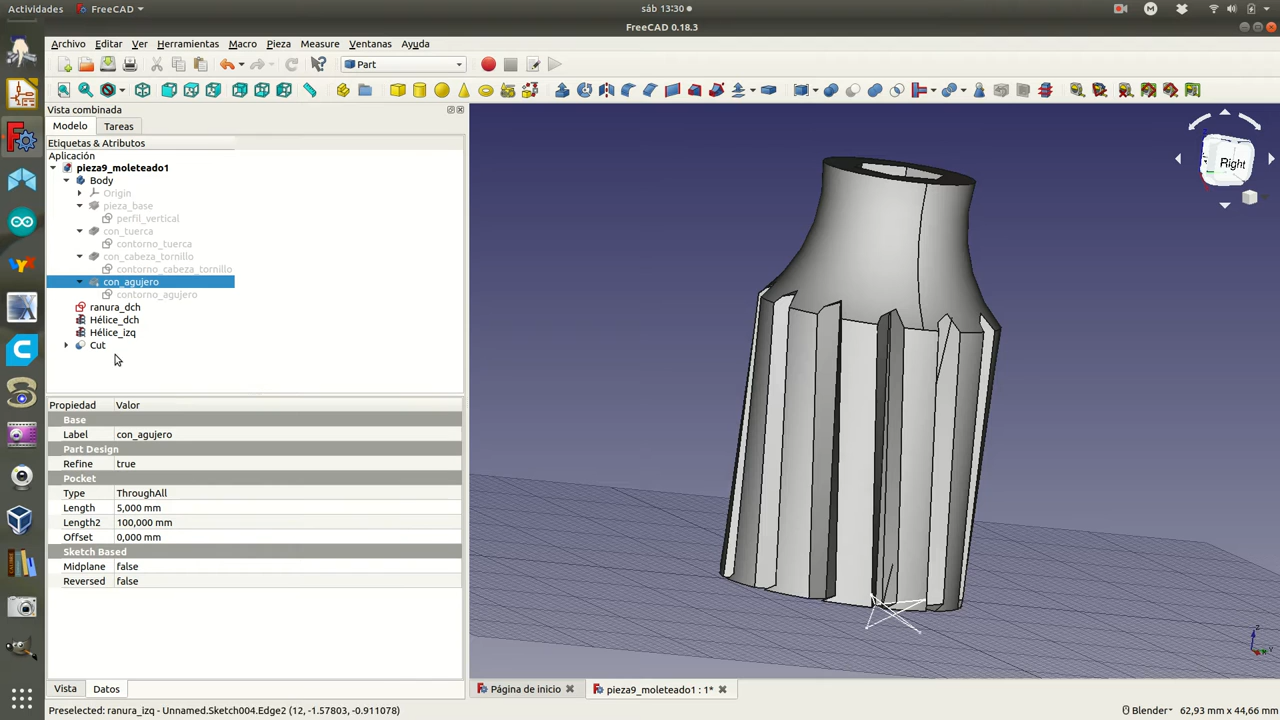 Actividades FreeCAD sáb 13:30
FreeCAD 0.18.3
Archivo Editar Ver Herramientas Macro Pieza Measure Ventanas Ayuda
Part
Vista combinada
Modelo Tareas
Etiquetas & Atributos
Aplicación
pieza9_moleteado1
Body
Origin
pieza_base
perfil_vertical
con_tuerca
contorno_tuerca
con_cabeza_tornillo
contorno_cabeza_tornillo
con_agujero
contorno_agujero
ranura_dch
Hélice_dch
Hélice_izq
Cut
Propiedad Valor
Base
Label con_agujero
Part Design
Refine true
Pocket
Type ThroughAll
Length 5,000 mm
Length2 100,000 mm
Offset 0,000 mm
Sketch Based
Midplane false
Reversed false
Right
Z
Y
Vista Datos
Página de inicio pieza9_moleteado1 : 1*
Preselected: ranura_izq - Unnamed.Sketch004.Edge2 (12, -1.57803, -0.911078) Blender 62,93 mm x 44,66 mm